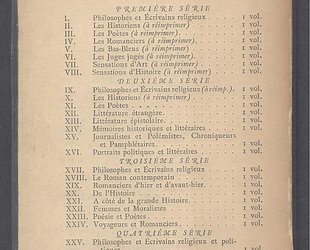 PREMIÈRE SÉRIE
I. Philosophes et Écrivains religieux . . 1 vol.
II. Les Historiens (à réimprimer) . . . 1 vol.
III. Les Poètes (à réimprimer) . . . . 1 vol.
IV. Les Romanciers (à réimprimer) . . . 1 vol.
V. Les Bas-Bleus (à réimprimer) . . . 1 vol.
VI. Les Juges jugés (à réimprimer) . . . 1 vol.
VII. Sensations d'Art (à réimprimer) . . . 1 vol.
VIII. Sensations d'Histoire (à réimprimer) . . 1 vol.
DEUXIÈME SÉRIE
IX. Philosophes et Écrivains religieux (à réimp.). 1 vol.
X. Les Historiens (à réimprimer) . . . 1 vol.
XI. Les Poètes . . . . . . . 1 vol.
XII. Littérature étrangère. . . . . . 1 vol.
XIII. Littérature épistolaire. . . . . . 1 vol.
XIV. Mémoires historiques et littéraires . . 1 vol.
XV. Journalistes et Polémistes, Chroniqueurs
et Pamphlétaires. . . . . . 1 vol.
XVI. Portraits politiques et littéraires. . . 1 vol.
TROISIÈME SÉRIE
XVII. Philosophes et Écrivains religieux . . 1 vol.
XVIII. Le Roman contemporain . . . . 1 vol.
XIX. Romanciers d'hier et d'avant-hier. . . 1 vol.
XX. De l'Histoire . . . . . . . 1 vol.
XXI. A côté de la grande Histoire. . . . 1 vol.
XXII. Femmes et Moralistes . . . . . 1 vol.
XXIII. Poésie et Poètes . . . . . . 1 vol.
XXIV. Voyageurs et Romanciers. . . . . 1 vol.
QUATRIÈME SÉRIE
XXV. Philosophes et Écrivains religieux et poli-
tiques . . . . . . . . 1 vol.